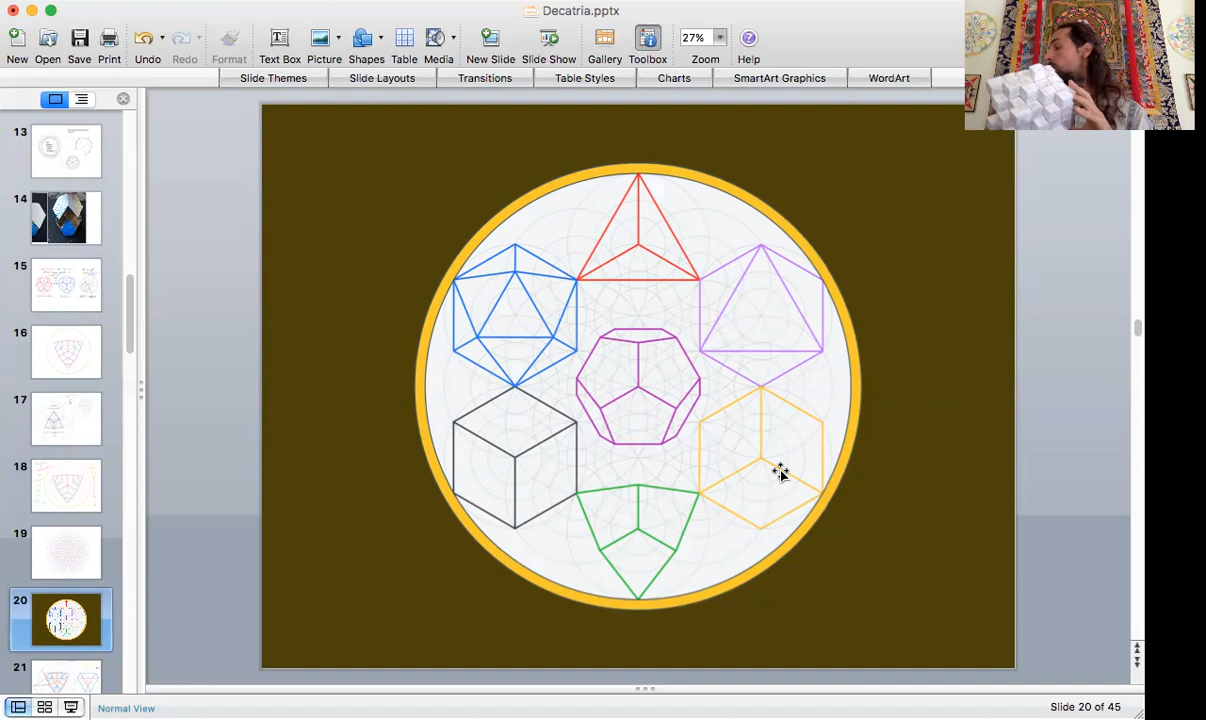 Decatria.pptx
New Open Save Print Undo Redo Format Text Box Picture Shapes Table Media New Slide Slide Show Gallery Toolbox 27% Zoom Help
Slide Themes Slide Layouts Transitions Table Styles Charts SmartArt Graphics WordArt
13
14
15
16
17
18
19
20
21
Normal View Slide 20 of 45